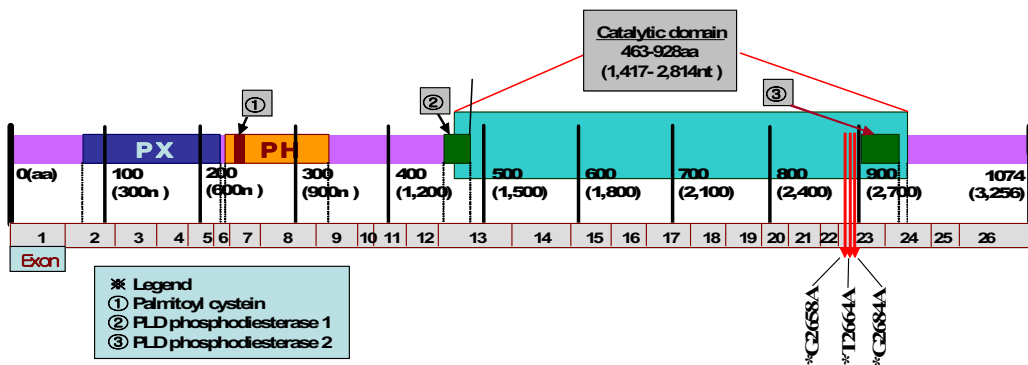 Catalytic domain
463-928aa
(1,417- 2,814nt )
①
②
③
PX
PH
0(aa)
100
(300n )
200
(600n )
300
(900n )
400
(1,200)
500
(1,500)
600
(1,800)
700
(2,100)
800
(2,400)
900
(2,700)
1074
(3,256)
1 2 3 4 5 6 7 8 9 10 11 12 13 14 15 16 17 18 19 20 21 22 23 24 25 26
Exon
※ Legend
① Palmitoyl cystein
② PLD phosphodiesterase 1
③ PLD phosphodiesterase 2
*G2658A
*T2664A
*G2684A